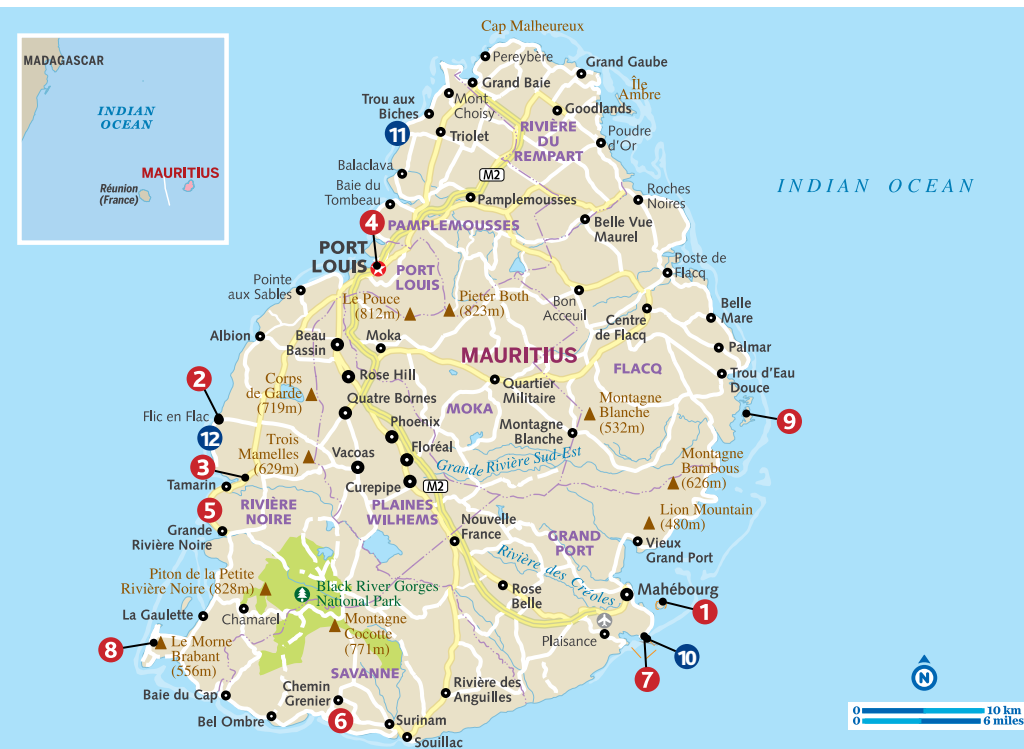 Cap Malheureux
MADAGASCAR
INDIAN
OCEAN
MAURITIUS
Réunion
(France)
Pereybère
Grand Gaube
Grand Baie
Île
Ambre
Mont
Choisy
Trou aux
Biches
Goodlands
11
Triolet
RIVIÈRE
DU
REMPART
Poudre
d'Or
Balaclava
M2
Baie du
Tombeau
Pamplemousses
Roches
Noires
INDIAN OCEAN
4
PAMPLEMOUSSES
Belle Vue
Maurel
PORT
LOUIS
PORT
LOUIS
Poste de
Flacq
Pointe
aux Sables
Le Pouce
(812m)
Pieter Both
(823m)
Bon
Acceuil
Centre
de Flacq
Belle
Mare
Albion
Beau
Bassin
Moka
MAURITIUS
Palmar
2
Corps
de Garde
(719m)
Rose Hill
Quartier
Militaire
FLACQ
Trou d'Eau
Douce
Quatre Bornes
MOKA
Montagne
Blanche
(532m)
9
Flic en Flac
12
Phoenix
Montagne
Blanche
Trois
Mamelles
(629m)
Floréal
Vacoas
Grande Rivière Sud-Est
Montagne
Bambous
(626m)
3
Tamarin
Curepipe
M2
5
RIVIÈRE
NOIRE
PLAINES
WILHEMS
Lion Mountain
(480m)
Grande
Rivière Noire
Nouvelle
France
GRAND
PORT
Vieux
Grand Port
Rivière des Créoles
Piton de la Petite
Rivière Noire (828m)
Black River Gorges
National Park
Rose
Belle
Mahébourg
1
La Gaulette
Chamarel
Montagne
Cocotte
(771m)
Plaisance
8
Le Morne
Brabant
(556m)
10
7
SAVANNE
N
Baie du Cap
Chemin
Grenier
Rivière des
Anguilles
6
Bel Ombre
Surinam
Souillac
0 10 km
0 6 miles